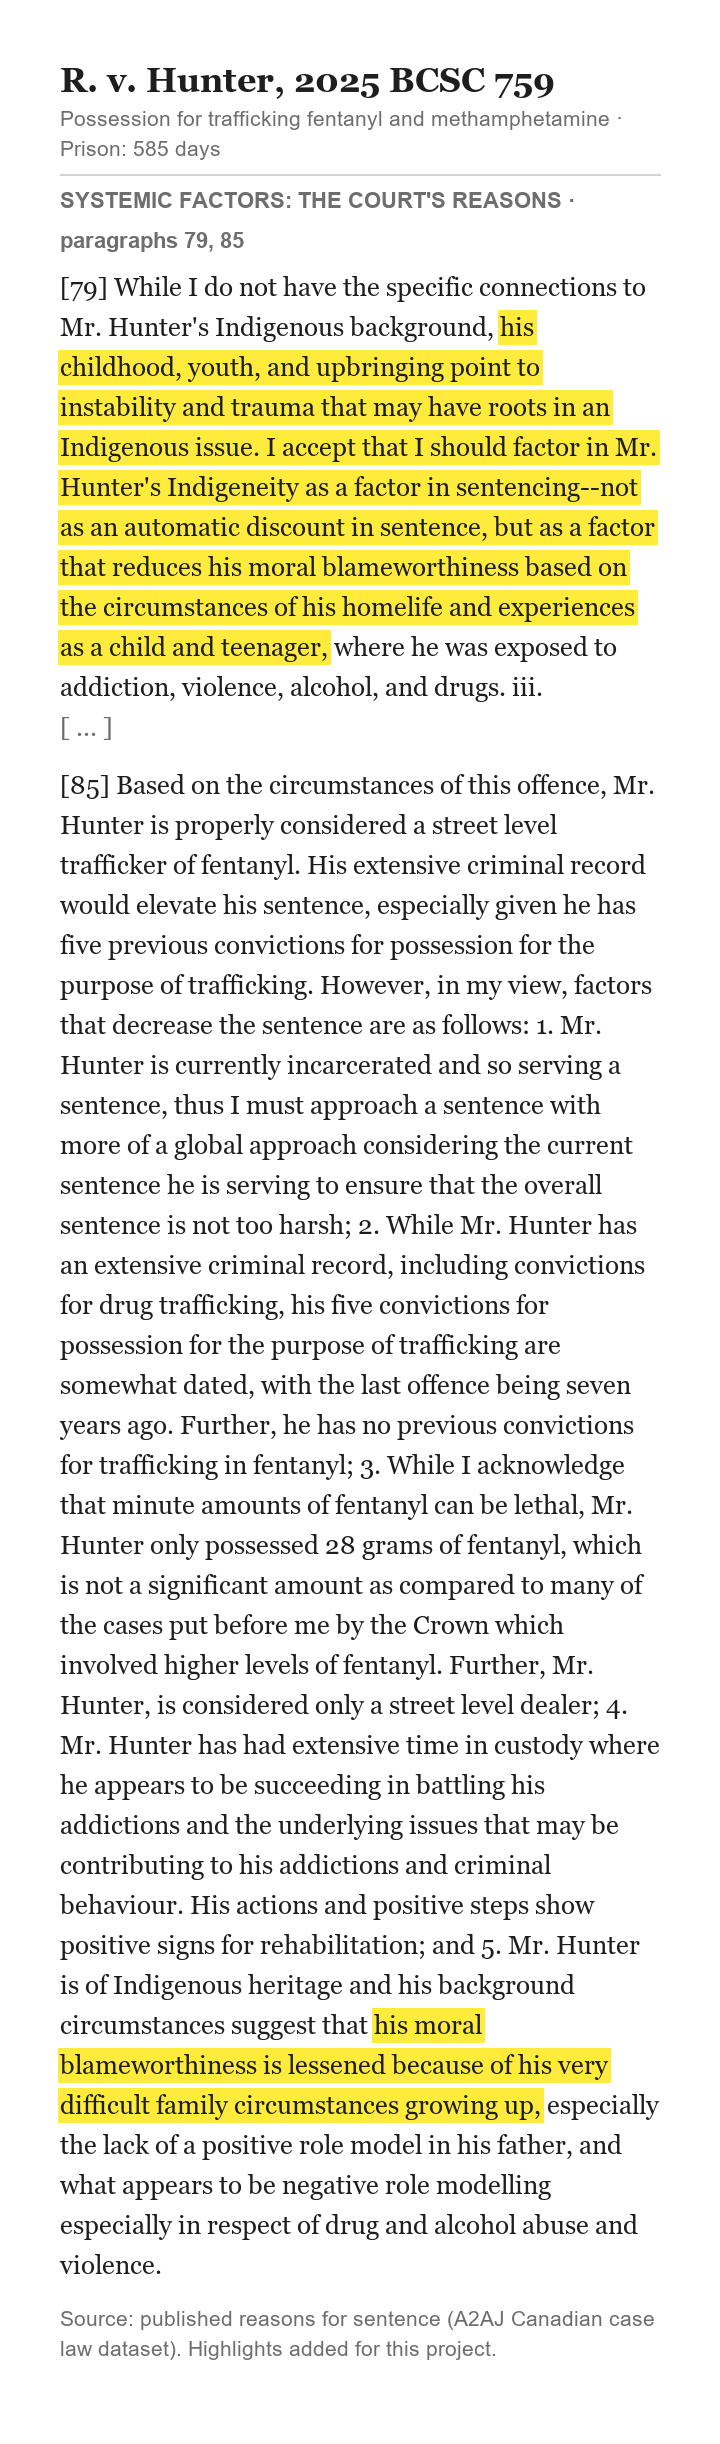 R. v. Hunter, 2025 BCSC 759
Possession for trafficking fentanyl and methamphetamine ·
Prison: 585 days
SYSTEMIC FACTORS: THE COURT'S REASONS ·
paragraphs 79, 85
[79] While I do not have the specific connections to
Mr. Hunter's Indigenous background, his
childhood, youth, and upbringing point to
instability and trauma that may have roots in an
Indigenous issue. I accept that I should factor in Mr.
Hunter's Indigeneity as a factor in sentencing--not
as an automatic discount in sentence, but as a factor
that reduces his moral blameworthiness based on
the circumstances of his homelife and experiences
as a child and teenager, where he was exposed to
addiction, violence, alcohol, and drugs. iii.
[ ... ]
[85] Based on the circumstances of this offence, Mr.
Hunter is properly considered a street level
trafficker of fentanyl. His extensive criminal record
would elevate his sentence, especially given he has
five previous convictions for possession for the
purpose of trafficking. However, in my view, factors
that decrease the sentence are as follows: 1. Mr.
Hunter is currently incarcerated and so serving a
sentence, thus I must approach a sentence with
more of a global approach considering the current
sentence he is serving to ensure that the overall
sentence is not too harsh; 2. While Mr. Hunter has
an extensive criminal record, including convictions
for drug trafficking, his five convictions for
possession for the purpose of trafficking are
somewhat dated, with the last offence being seven
years ago. Further, he has no previous convictions
for trafficking in fentanyl; 3. While I acknowledge
that minute amounts of fentanyl can be lethal, Mr.
Hunter only possessed 28 grams of fentanyl, which
is not a significant amount as compared to many of
the cases put before me by the Crown which
involved higher levels of fentanyl. Further, Mr.
Hunter, is considered only a street level dealer; 4.
Mr. Hunter has had extensive time in custody where
he appears to be succeeding in battling his
addictions and the underlying issues that may be
contributing to his addictions and criminal
behaviour. His actions and positive steps show
positive signs for rehabilitation; and 5. Mr. Hunter
is of Indigenous heritage and his background
circumstances suggest that his moral
blameworthiness is lessened because of his very
difficult family circumstances growing up, especially
the lack of a positive role model in his father, and
what appears to be negative role modelling
especially in respect of drug and alcohol abuse and
violence.
Source: published reasons for sentence (A2AJ Canadian case
law dataset). Highlights added for this project.